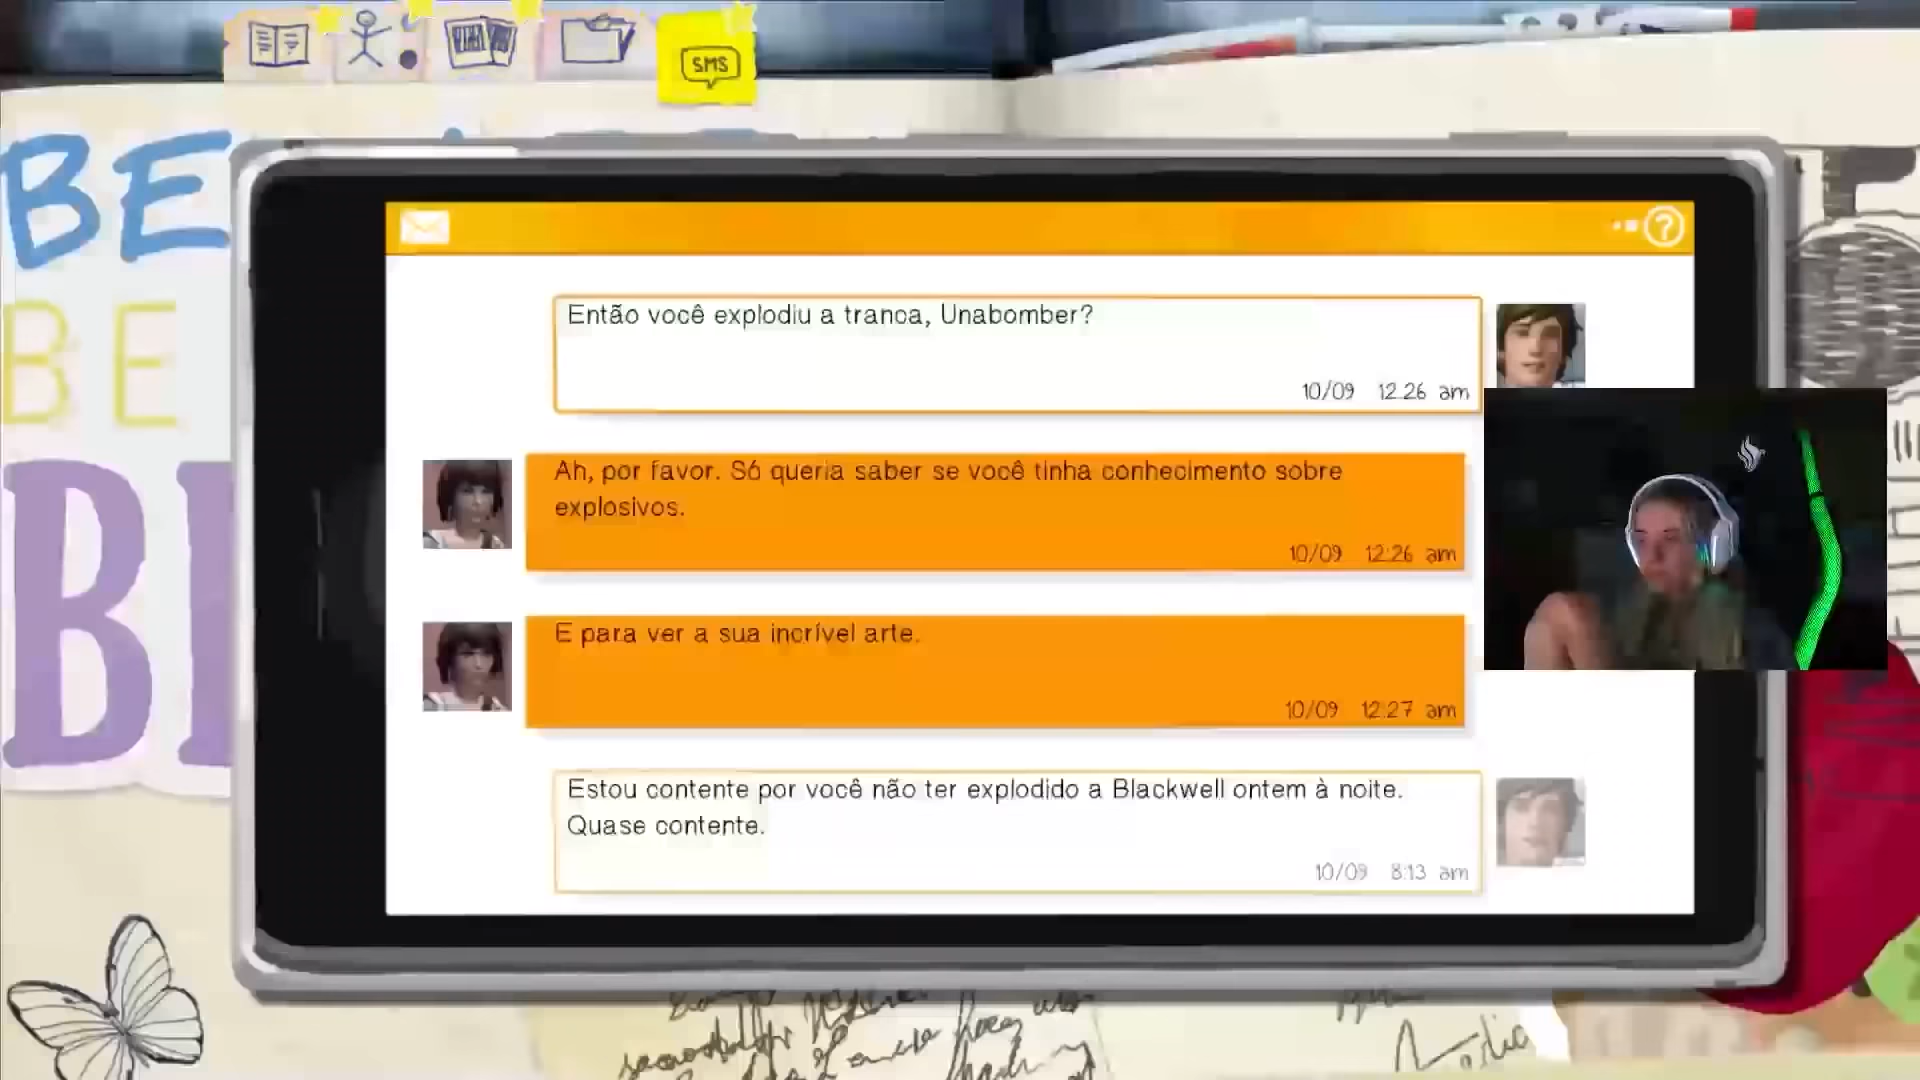 SMS
BE
BE
Então você explodiu a tranca, Unabomber?
10/09 12:26 am
Ah, por favor. Só queria saber se você tinha conhecimento sobre
explosivos.
10/09 12:26 am
E para ver a sua incrível arte.
10/09 12:27 am
Estou contente por você não ter explodido a Blackwell ontem à noite.
Quase contente.
10/09 8:13 am